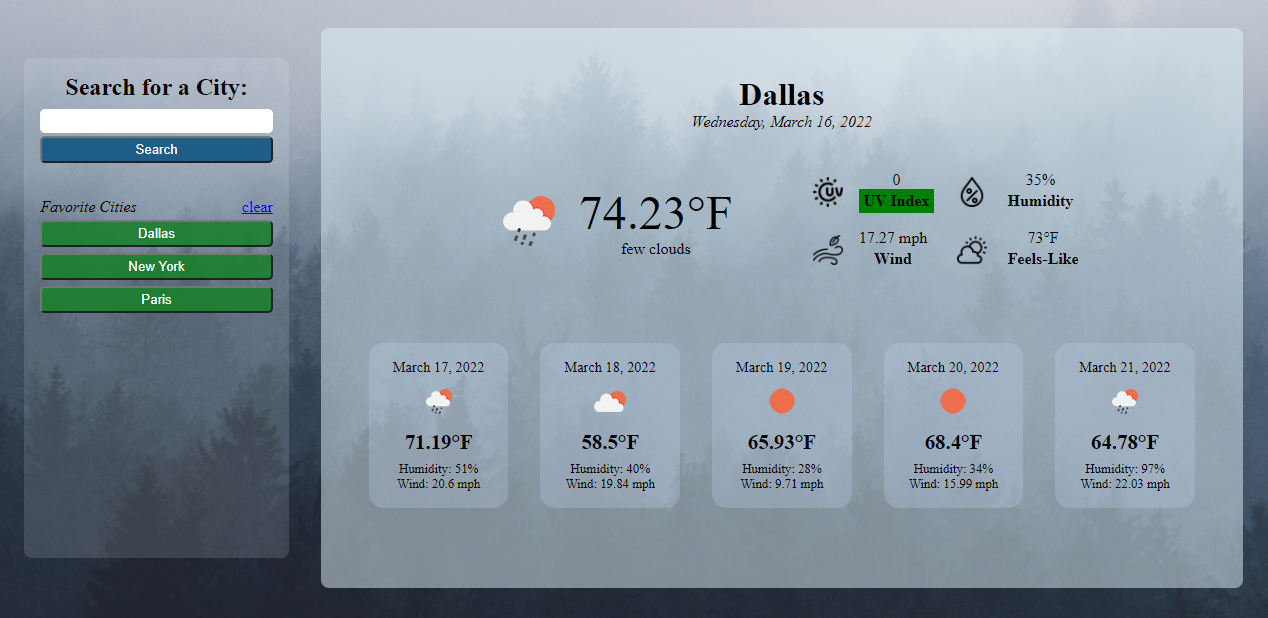 Search for a City:
Search
Favorite Cities clear
Dallas
New York
Paris
Dallas
Wednesday, March 16, 2022
74.23°F
few clouds
UV
0
UV Index
%
35%
Humidity
17.27 mph
Wind
73°F
Feels-Like
March 17, 2022
71.19°F
Humidity: 51%
Wind: 20.6 mph
March 18, 2022
58.5°F
Humidity: 40%
Wind: 19.84 mph
March 19, 2022
65.93°F
Humidity: 28%
Wind: 9.71 mph
March 20, 2022
68.4°F
Humidity: 34%
Wind: 15.99 mph
March 21, 2022
64.78°F
Humidity: 97%
Wind: 22.03 mph